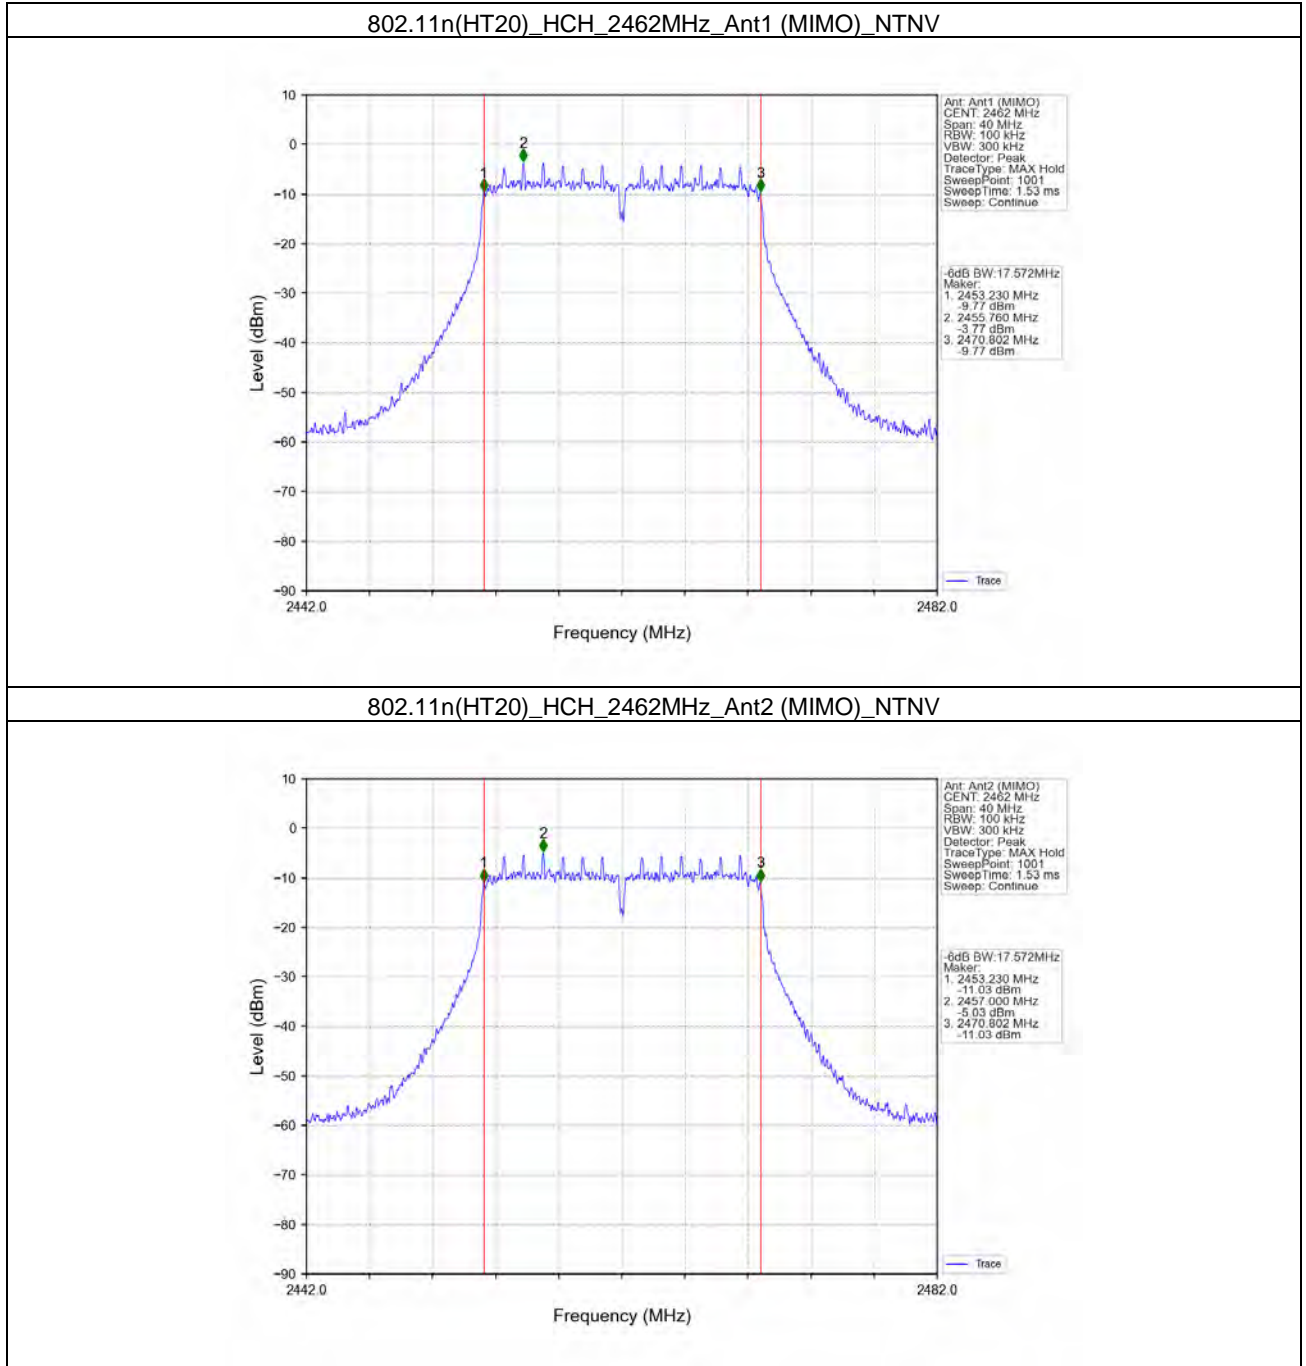 802.11n(HT20)_HCH_2462MHz_Ant1 (MIMO)_NTNV
10
0
−10
−20
−30
−40
−50
−60
−70
−80
−90
Level (dBm)
1
2
3
2442.0
2482.0
Frequency (MHz)
Ant: Ant1 (MIMO)
CENT: 2462 MHz
Span: 40 MHz
RBW: 100 kHz
VBW: 300 kHz
Detector: Peak
TraceType: MAX Hold
SweepPoint: 1001
SweepTime: 1.53 ms
Sweep: Continue
-6dB BW:17.572MHz
Maker:
1. 2453.230 MHz
-9.77 dBm
2. 2455.760 MHz
-3.77 dBm
3. 2470.802 MHz
-9.77 dBm
Trace
802.11n(HT20)_HCH_2462MHz_Ant2 (MIMO)_NTNV
10
0
−10
−20
−30
−40
−50
−60
−70
−80
−90
Level (dBm)
1
2
3
2442.0
2482.0
Frequency (MHz)
Ant: Ant2 (MIMO)
CENT: 2462 MHz
Span: 40 MHz
RBW: 100 kHz
VBW: 300 kHz
Detector: Peak
TraceType: MAX Hold
SweepPoint: 1001
SweepTime: 1.53 ms
Sweep: Continue
-6dB BW:17.572MHz
Maker:
1. 2453.230 MHz
-11.03 dBm
2. 2457.000 MHz
-5.03 dBm
3. 2470.802 MHz
-11.03 dBm
Trace